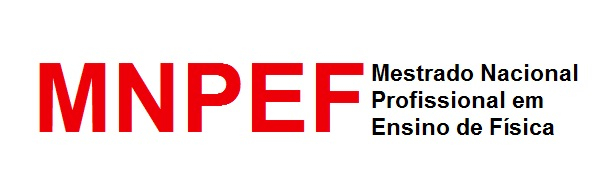 MNPEF
Mestrado Nacional
Profissional em
Ensino de Física